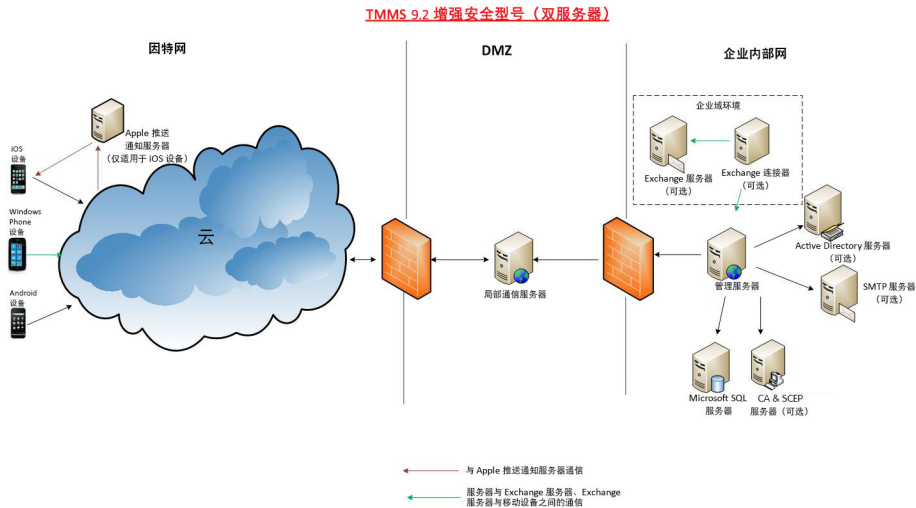 TMMS 9.2 增强安全型号（双服务器）
因特网
DMZ
企业内部网
企业域环境
Apple 推送
通知服务器
（仅适用于 iOS 设备）
iOS
设备
Exchange 服务器
（可选）
Exchange 连接器
（可选）
Windows
Phone
设备
云
Active Directory 服务器
（可选）
局部通信服务器
管理服务器
SMTP 服务器
（可选）
Android
设备
Microsoft SQL
服务器
CA & SCEP
服务器（可选）
与 Apple 推送通知服务器通信
服务器与 Exchange 服务器、Exchange
服务器与移动设备之间的通信